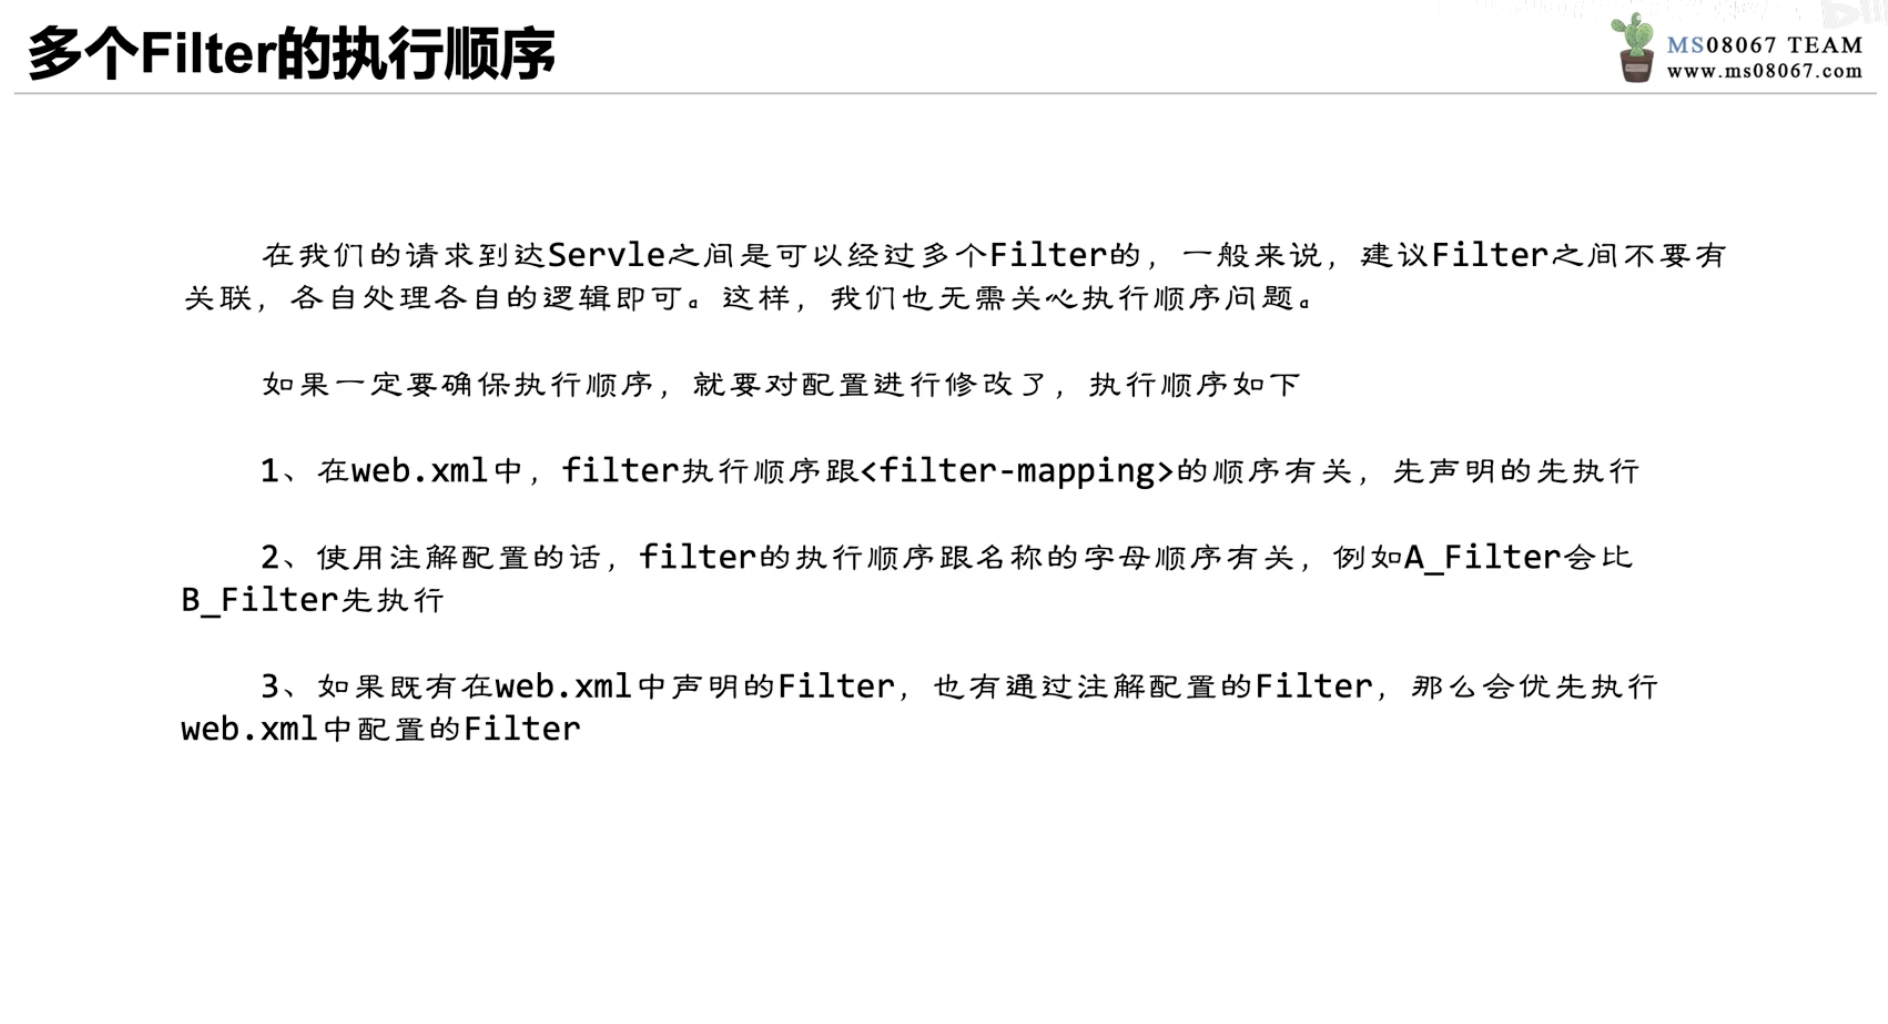 多个Filter的执行顺序
MS08067 TEAM
www.ms08067.com
在我们的请求到达Servle之间是可以经过多个Filter的，一般来说，建议Filter之间不要有
关联，各自处理各自的逻辑即可。这样，我们也无需关心执行顺序问题。
如果一定要确保执行顺序，就要对配置进行修改了，执行顺序如下
1、在web.xml中，filter执行顺序跟<filter-mapping>的顺序有关，先声明的先执行
2、使用注解配置的话，filter的执行顺序跟名称的字母顺序有关，例如A_Filter会比
B_Filter先执行
3、如果既有在web.xml中声明的Filter，也有通过注解配置的Filter，那么会优先执行
web.xml中配置的Filter